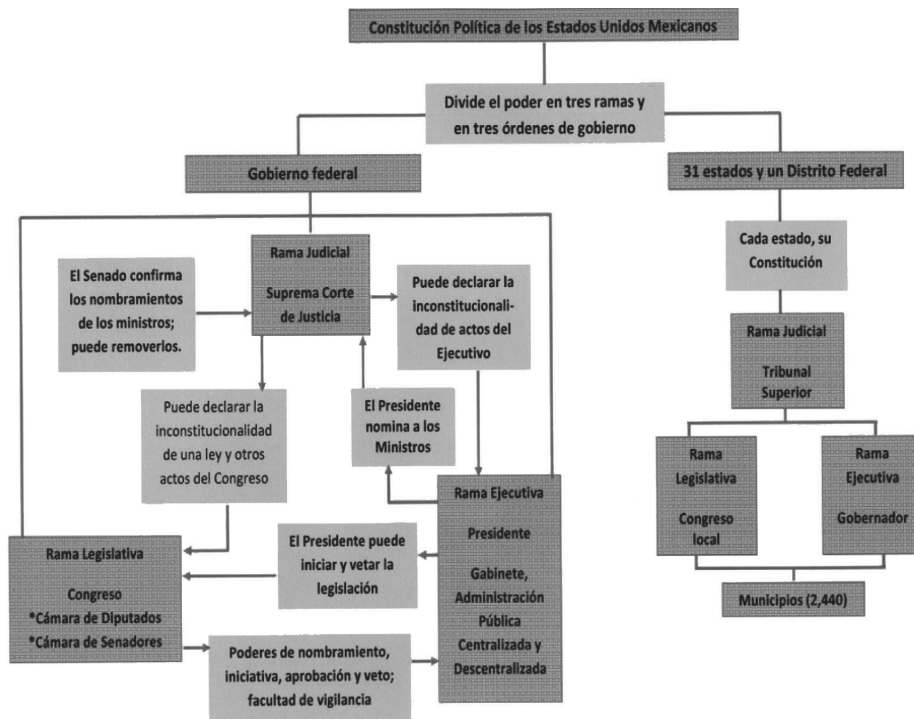 Constitución Política de los Estados Unidos Mexicanos
Divide el poder en tres ramas y
en tres órdenes de gobierno
Gobierno federal
31 estados y un Distrito Federal
Rama Judicial
Suprema Corte
de Justicia
El Senado confirma
los nombramientos
de los ministros;
puede removerlos.
Puede declarar la
inconstitucionali-
dad de actos del
Ejecutivo
Puede declarar la
inconstitucionalidad
de una ley y otros
actos del Congreso
El Presidente
nomina a los
Ministros
Rama Legislativa
Congreso
*Cámara de Diputados
*Cámara de Senadores
El Presidente puede
iniciar y vetar la
legislación
Rama Ejecutiva
Presidente
Gabinete,
Administración
Pública
Centralizada y
Descentralizada
Poderes de nombramiento,
iniciativa, aprobación y veto;
facultad de vigilancia
Cada estado, su
Constitución
Rama Judicial
Tribunal
Superior
Rama
Legislativa
Congreso
local
Rama
Ejecutiva
Gobernador
Municipios (2,440)